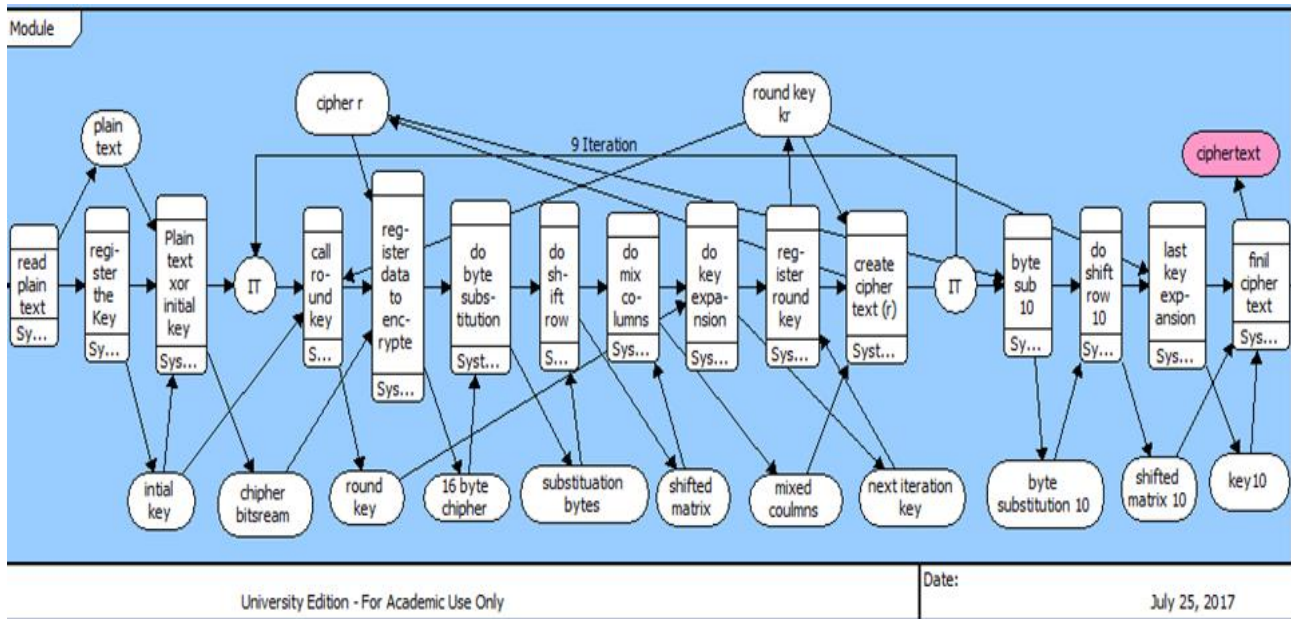 Module
cipher r
round key
kr
plain
text
9 Iteration
ciphertext
read
plain
text
Sy...
regi-
ster
the
Key
Sy...
Plain
text
xor
initial
key
Sys...
IT
call
ro-
und
key
S...
reg-
ister
data
to
enc-
rypte
Sys...
do
byte
subs-
titution
Syst...
do
sh-
ift
row
S...
do
mix
co-
lumns
Sys...
do
key
expa-
nsion
Sys...
reg-
ister
round
key
Sys...
create
cipher
text (r)
Syst...
IT
byte
sub
10
Sy...
do
shift
row
10
Sy...
last
key
exp-
ansion
Sys...
finil
cipher
text
Sys...
intial
key
chipher
bitsream
round
key
16 byte
chipher
substituation
bytes
shifted
matrix
mixed
coulmns
next iteration
key
byte
substitution 10
shifted
matrix 10
key10
University Edition - For Academic Use Only
Date:
July 25, 2017